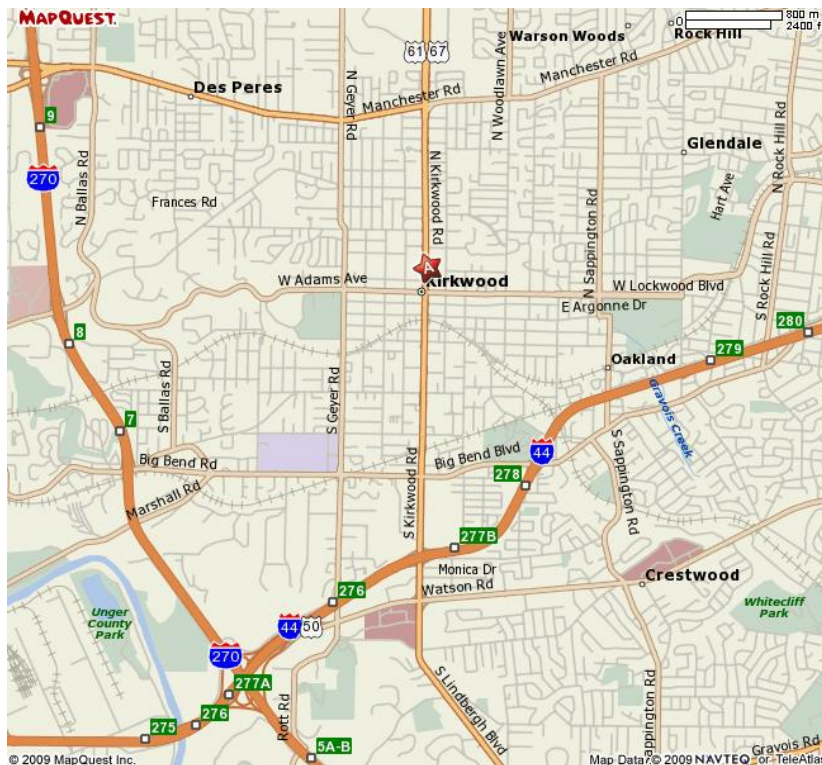 MAPQUEST.
800 m
2400 f
0
Warson Woods
Rock Hill
61 67
N Woodlawn Ave
Manchester Rd
Des Peres
N Geyer Rd
Manchester Rd
9
N Ballas Rd
Glendale
N Rock Hill Rd
270
N Kirkwood Rd
Hart Ave
Frances Rd
N Sappington Rd
A
W Adams Ave
Kirkwood
W Lockwood Blvd
E Argonne Dr
S Rock Hill Rd
8
280
279
Oakland
S Ballas Rd
S Geyer Rd
Gravois Creek
7
Big Bend Rd
Big Bend Blvd
44
S Kirkwood Rd
278
S Sappington Rd
Marshall Rd
277B
Monica Dr
Crestwood
Watson Rd
276
Unger
County
Park
Whitecliff
Park
44
50
270
S Lindbergh Blvd
277A
Rott Rd
Sappington Rd
276
275
5A-B
Gravois Rd
© 2009 MapQuest Inc.
Map Data © 2009 NAVTEQ or TeleAtlas